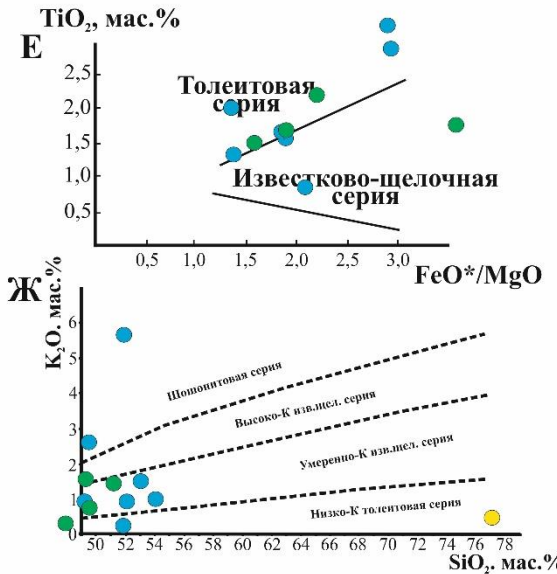 TiO₂, мас.%
Е
2,5
Толеитовая
серия
2,0
1,5
1,0
Известково-щелочная
серия
0,5
0,5 1,0 1,5 2,0 2,5 3,0
FeO*/MgO
Ж
K₂O. мас.%
6
5
4
3
2
1
0
Шошонитовая серия
Высоко-К изв.щел. серия
Умеренно-К изв.щел. серия
Низко-К толеитовая серия
50 52 54 56 58 60 62 64 66 68 70 72 74 76 78
SiO₂. мас.%